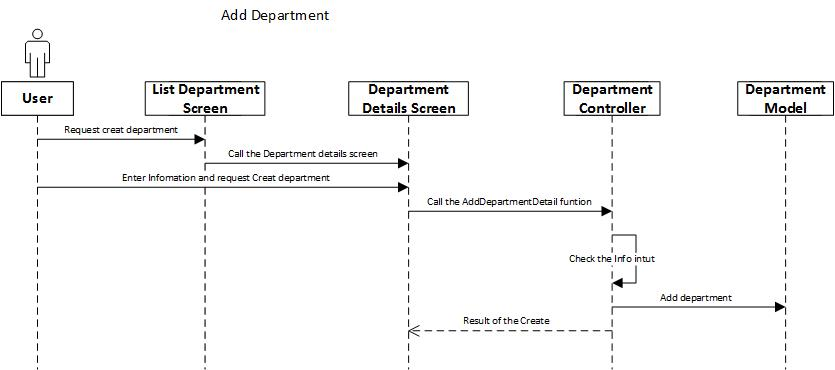 Add Department
User
List Department
Screen
Department
Details Screen
Department
Controller
Department
Model
Request creat department
Call the Department details screen
Enter Infomation and request Creat department
Call the AddDepartmentDetail funtion
Check the Info intut
Add department
Result of the Create